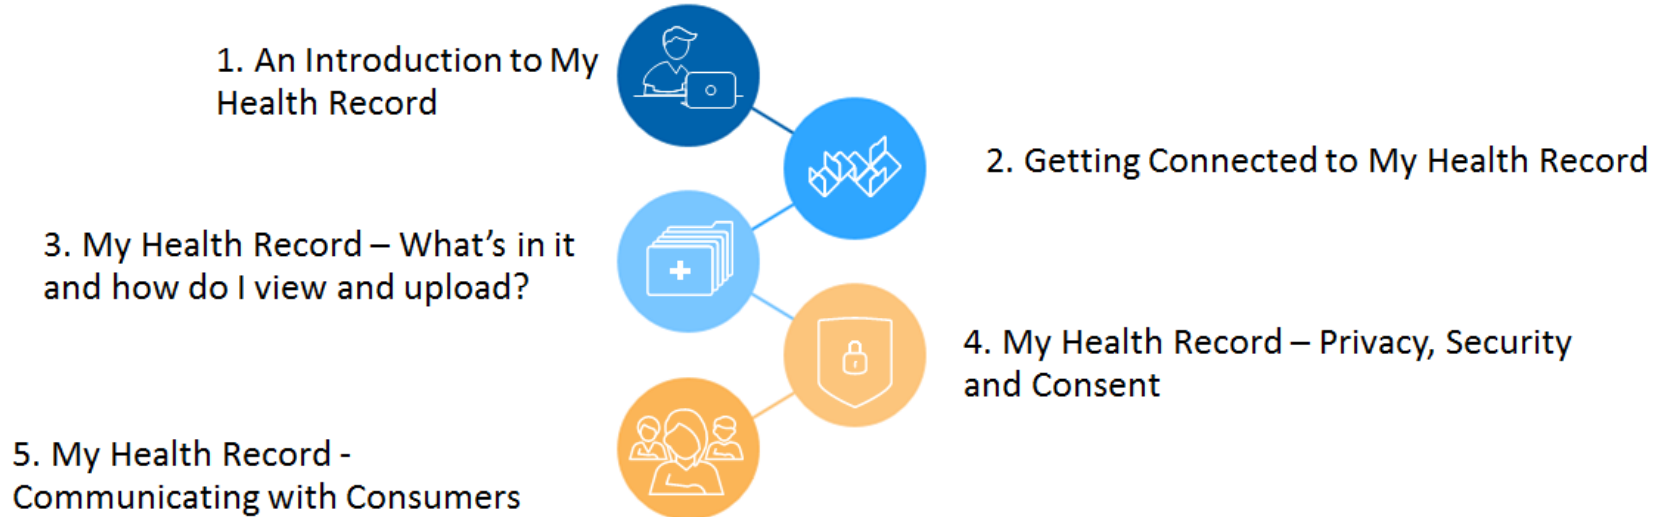 1. An Introduction to My
Health Record
2. Getting Connected to My Health Record
3. My Health Record – What’s in it
and how do I view and upload?
4. My Health Record – Privacy, Security
and Consent
5. My Health Record -
Communicating with Consumers